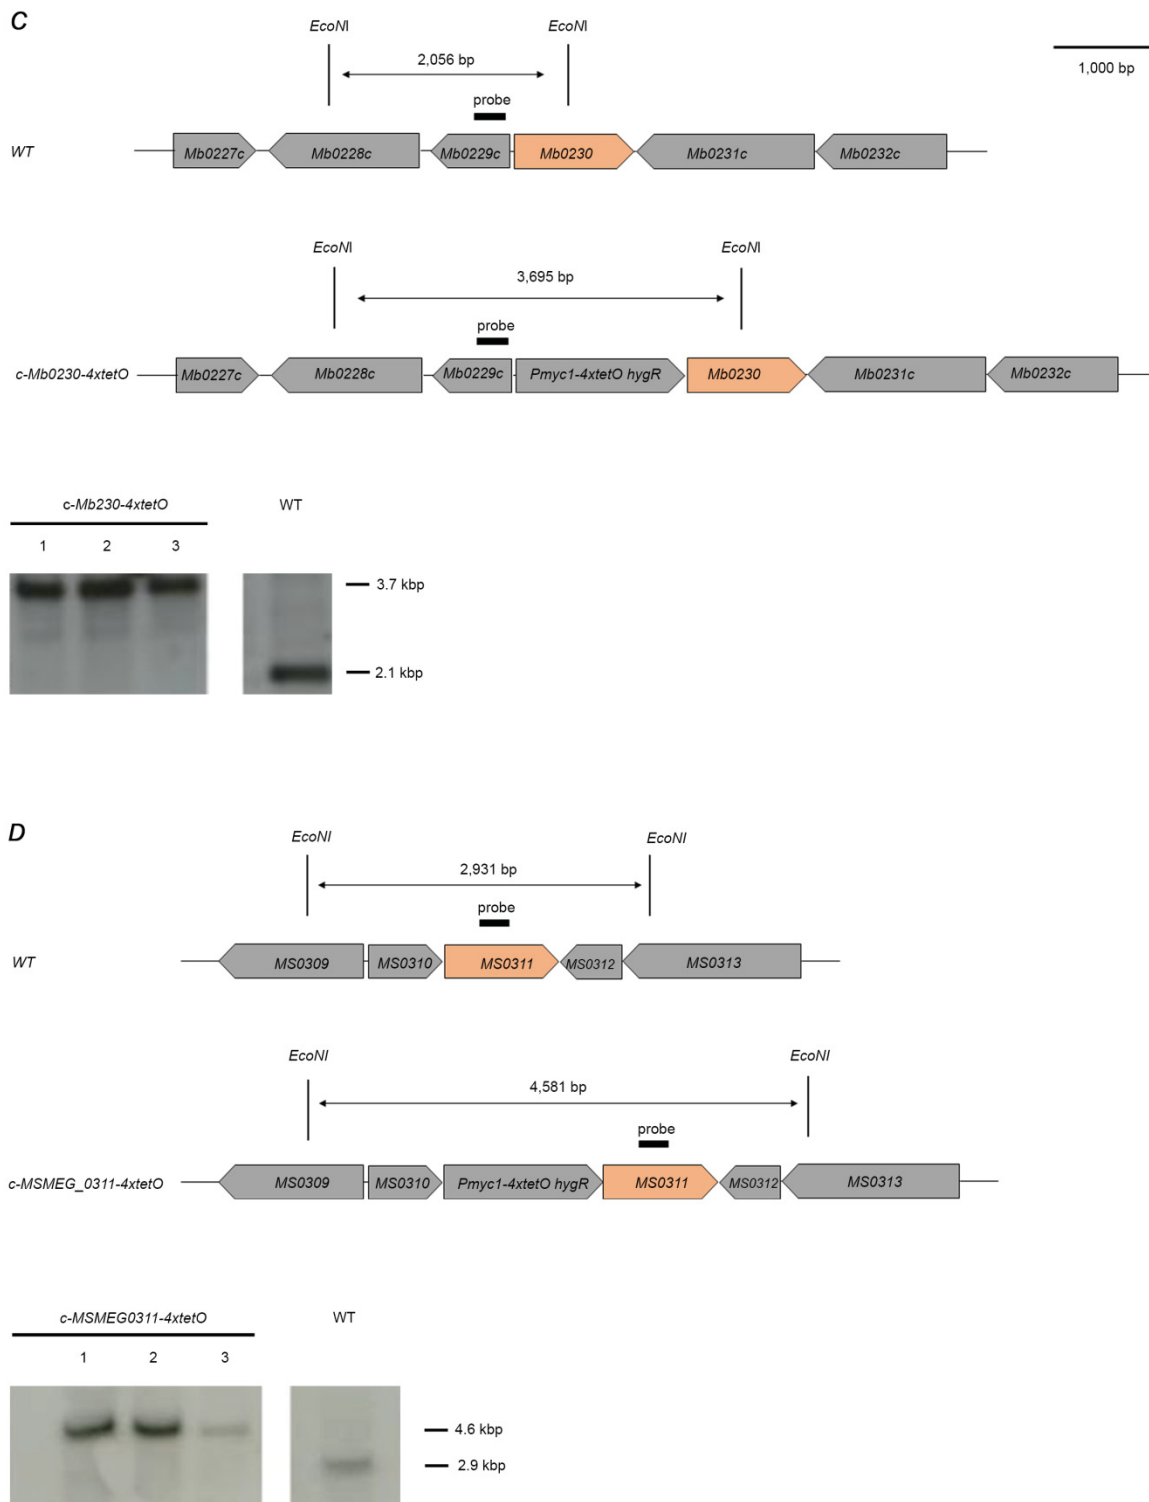 C
EcoNI EcoNI
2,056 bp
1,000 bp
probe
WT Mb0227c Mb0228c Mb0229c Mb0230 Mb0231c Mb0232c
EcoNI EcoNI
3,695 bp
probe
c-Mb0230-4xtetO Mb0227c Mb0228c Mb0229c Pmyc1-4xtetO hygR Mb0230 Mb0231c Mb0232c
c-Mb230-4xtetO WT
1 2 3
3.7 kbp
2.1 kbp
D
EcoNI EcoNI
2,931 bp
probe
WT MS0309 MS0310 MS0311 MS0312 MS0313
EcoNI EcoNI
4,581 bp
probe
c-MSMEG_0311-4xtetO MS0309 MS0310 Pmyc1-4xtetO hygR MS0311 MS0312 MS0313
c-MSMEG0311-4xtetO WT
1 2 3
4.6 kbp
2.9 kbp